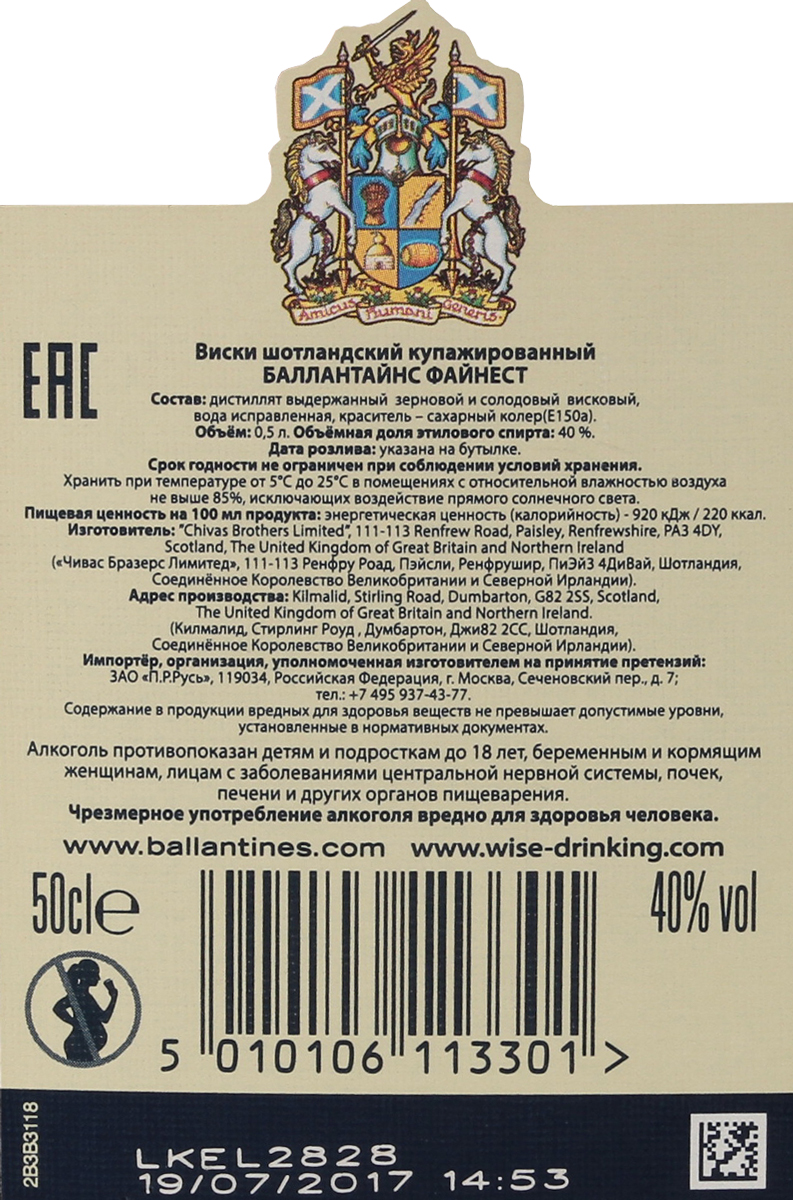 Amicus Humani Generis.
EAC
Виски шотландский купажированный
БАЛЛАНТАЙНС ФАЙНЕСТ
Состав: дистиллят выдержанный зерновой и солодовый висковый,
вода исправленная, краситель – сахарный колер(Е150а).
Объём: 0,5 л. Объёмная доля этилового спирта: 40 %.
Дата розлива: указана на бутылке.
Срок годности не ограничен при соблюдении условий хранения.
Хранить при температуре от 5°С до 25°С в помещениях с относительной влажностью воздуха
не выше 85%, исключающих воздействие прямого солнечного света.
Пищевая ценность на 100 мл продукта: энергетическая ценность (калорийность) - 920 кДж / 220 ккал.
Изготовитель: "Chivas Brothers Limited", 111-113 Renfrew Road, Paisley, Renfrewshire, PA3 4DY,
Scotland, The United Kingdom of Great Britain and Northern Ireland
(«Чивас Бразерс Лимитед», 111-113 Ренфру Роад, Пэйсли, Ренфрушир, ПиЭй3 4ДиВай, Шотландия,
Соединённое Королевство Великобритании и Северной Ирландии).
Адрес производства: Kilmalid, Stirling Road, Dumbarton, G82 2SS, Scotland,
The United Kingdom of Great Britain and Northern Ireland.
(Килмалид, Стирлинг Роуд , Думбартон, Джи82 2СС, Шотландия,
Соединённое Королевство Великобритании и Северной Ирландии).
Импортёр, организация, уполномоченная изготовителем на принятие претензий:
ЗАО «П.Р.Русь», 119034, Российская Федерация, г. Москва, Сеченовский пер., д. 7;
тел.: +7 495 937-43-77.
Содержание в продукции вредных для здоровья веществ не превышает допустимые уровни,
установленные в нормативных документах.
Алкоголь противопоказан детям и подросткам до 18 лет, беременным и кормящим
женщинам, лицам с заболеваниями центральной нервной системы, почек,
печени и других органов пищеварения.
Чрезмерное употребление алкоголя вредно для здоровья человека.
www.ballantines.com www.wise-drinking.com
50cl e
40% vol
5 010106 113301 >
2B3B3118
LKEL2828
19/07/2017 14:53